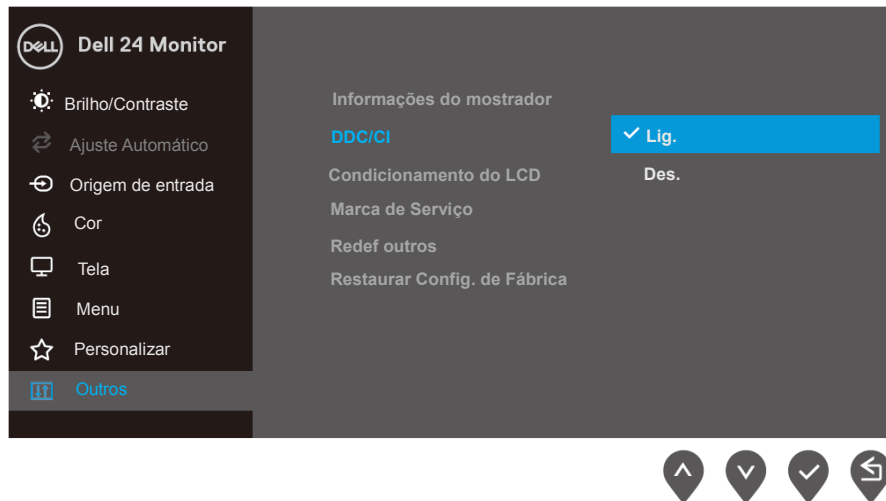 DELL
Dell 24 Monitor
Brilho/Contraste
Ajuste Automático
Origem de entrada
Cor
Tela
Menu
Personalizar
Outros
Informações do mostrador
DDC/CI
Condicionamento do LCD
Marca de Serviço
Redef outros
Restaurar Config. de Fábrica
Lig.
Des.